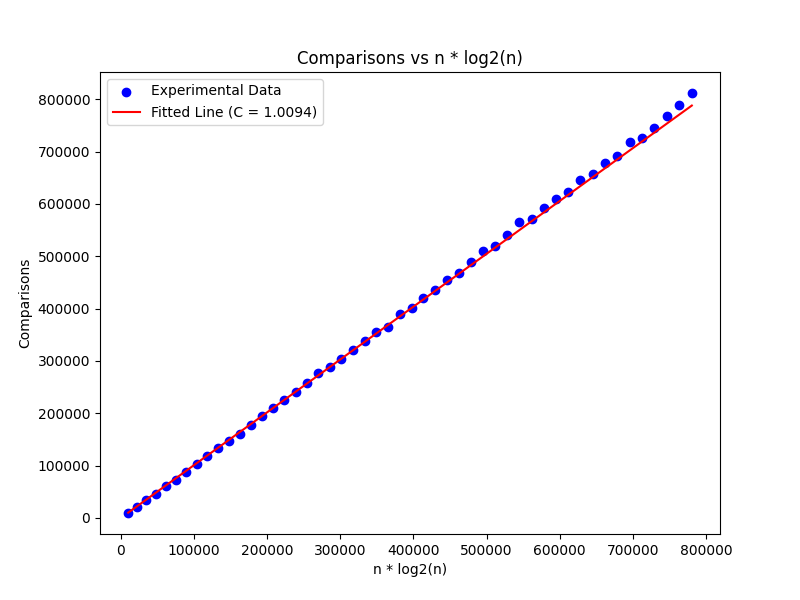 Comparisons vs n * log2(n)
Experimental Data
Fitted Line (C = 1.0094)
800000
700000
600000
500000
400000
300000
200000
100000
0
Comparisons
0 100000 200000 300000 400000 500000 600000 700000 800000
n * log2(n)